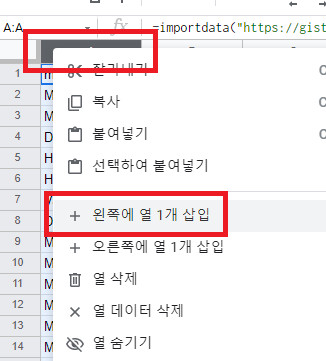 A:A
fx
=importdata("https://gist
잘라내기
복사
붙여넣기
선택하여 붙여넣기
왼쪽에 열 1개 삽입
오른쪽에 열 1개 삽입
열 삭제
열 데이터 삭제
열 숨기기
1
2 M
3 M
4 D
5 H
6 H
7
8
9 M
10 M
11 M
12 M
13 M
14 M